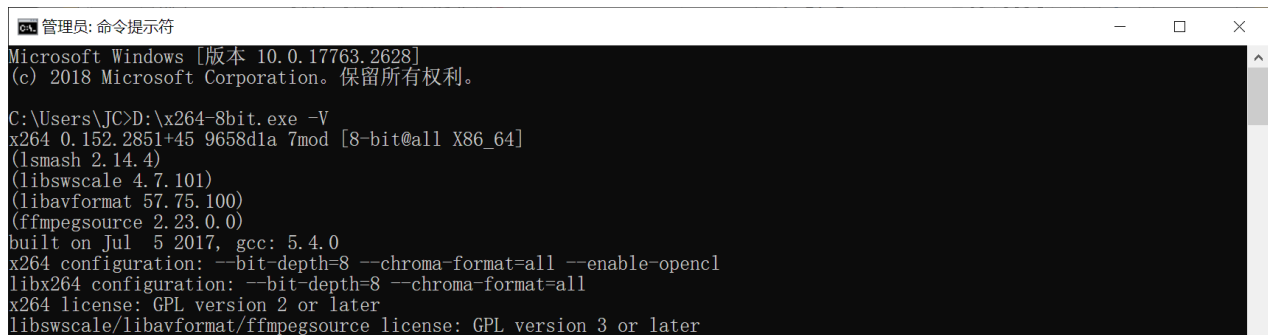 管理员: 命令提示符
Microsoft Windows [版本 10.0.17763.2628]
(c) 2018 Microsoft Corporation。保留所有权利。
C:\Users\JC>D:\x264-8bit.exe -V
x264 0.152.2851+45 9658d1a 7mod [8-bit@all X86_64]
(lsmash 2.14.4)
(libswscale 4.7.101)
(libavformat 57.75.100)
(ffmpegsource 2.23.0.0)
built on Jul  5 2017, gcc: 5.4.0
x264 configuration: --bit-depth=8 --chroma-format=all --enable-opencl
libx264 configuration: --bit-depth=8 --chroma-format=all
x264 license: GPL version 2 or later
libswscale/libavformat/ffmpegsource license: GPL version 3 or later